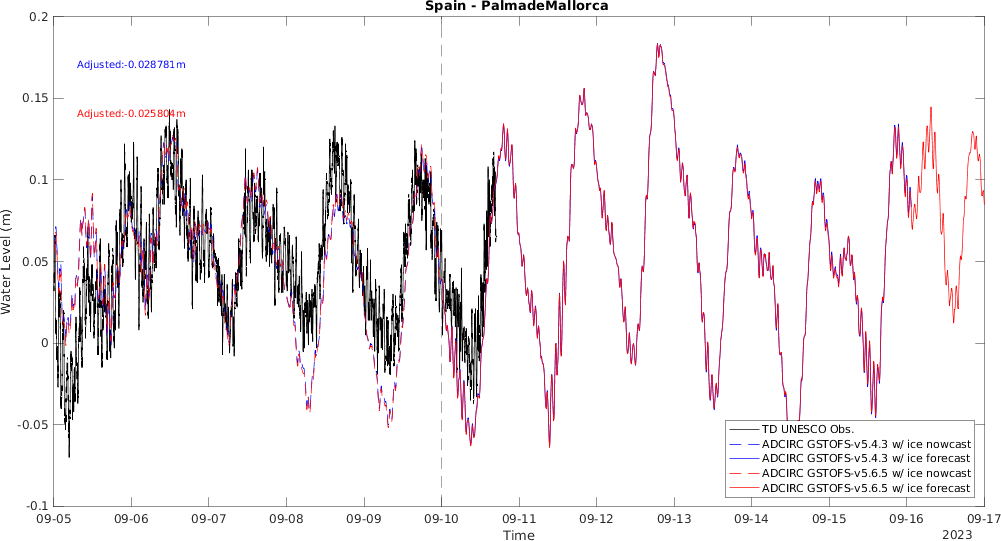 Spain - PalmadeMallorca
Adjusted:-0.028781m
Adjusted:-0.025804m
Water Level (m)
0.2
0.15
0.1
0.05
0
-0.05
-0.1
TD UNESCO Obs.
ADCIRC GSTOFS-v5.4.3 w/ ice nowcast
ADCIRC GSTOFS-v5.4.3 w/ ice forecast
ADCIRC GSTOFS-v5.6.5 w/ ice nowcast
ADCIRC GSTOFS-v5.6.5 w/ ice forecast
09-05 09-06 09-07 09-08 09-09 09-10 09-11 09-12 09-13 09-14 09-15 09-16 09-17
Time
2023